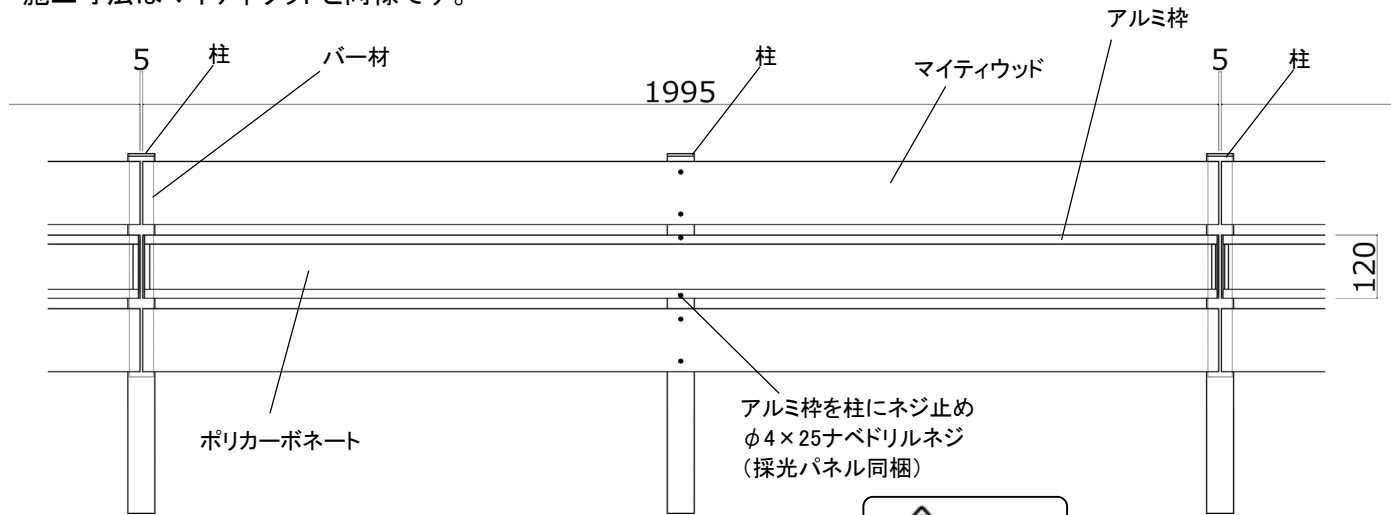 施工寸法はマイティウッドと同様です。
アルミ枠
5
柱
バー材
柱
マイティウッド
5
柱
1995
120
ポリカーボネート
アルミ枠を柱にネジ止め
φ4×25ナベドリルネジ
(採光パネル同梱)